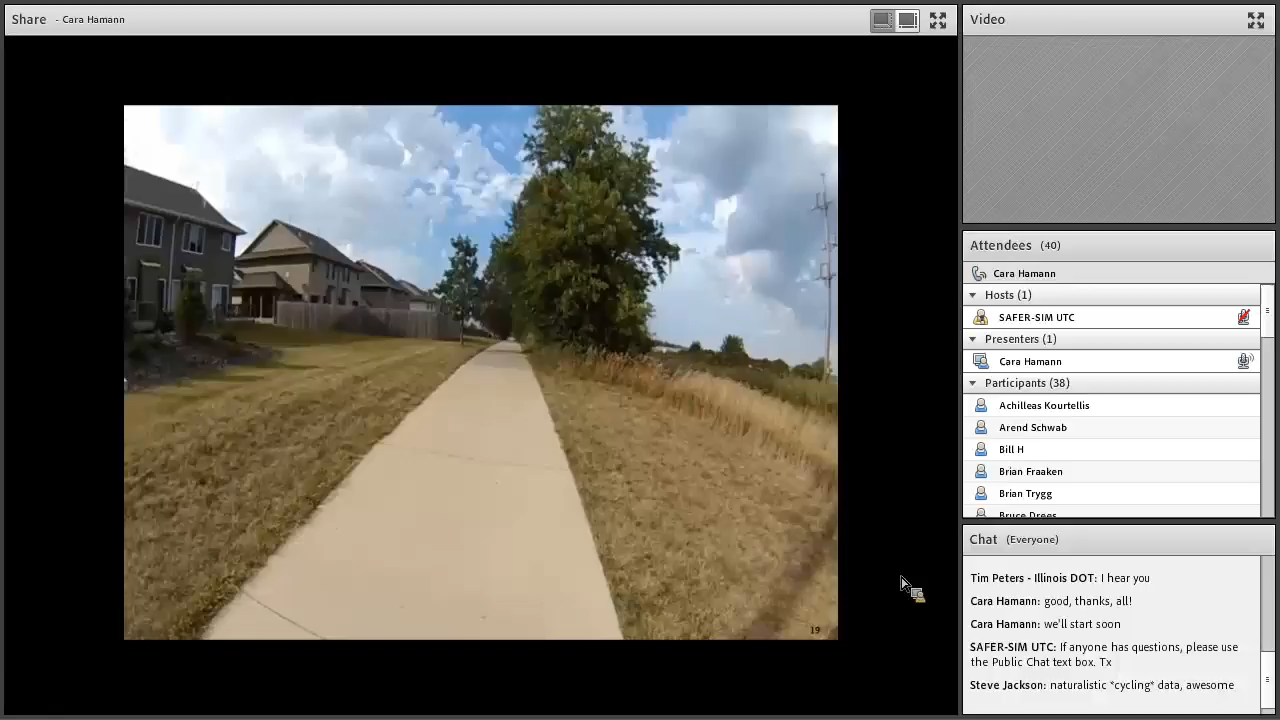 Share - Cara Hamann
19
Video
Attendees (40)
Cara Hamann
Hosts (1)
SAFER-SIM UTC
Presenters (1)
Cara Hamann
Participants (38)
Achilleas Kourtellis
Arend Schwab
Bill H
Brian Fraaken
Brian Trygg
Bruce Drees
Chat (Everyone)
Tim Peters - Illinois DOT: I hear you
Cara Hamann: good, thanks, all!
Cara Hamann: we'll start soon
SAFER-SIM UTC: If anyone has questions, please use
the Public Chat text box. Tx
Steve Jackson: naturalistic *cycling* data, awesome